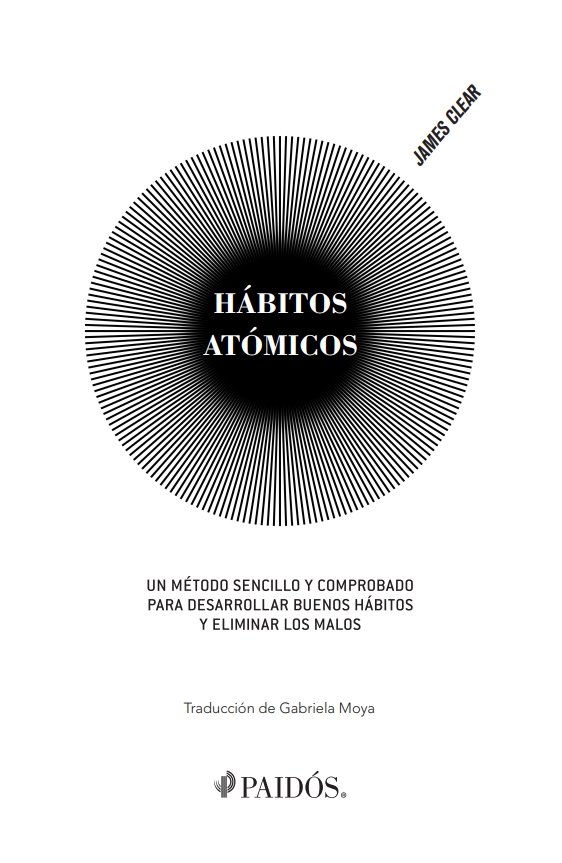 JAMES CLEAR
HÁBITOS
ATÓMICOS
UN MÉTODO SENCILLO Y COMPROBADO
PARA DESARROLLAR BUENOS HÁBITOS
Y ELIMINAR LOS MALOS
Traducción de Gabriela Moya
PAIDÓS®